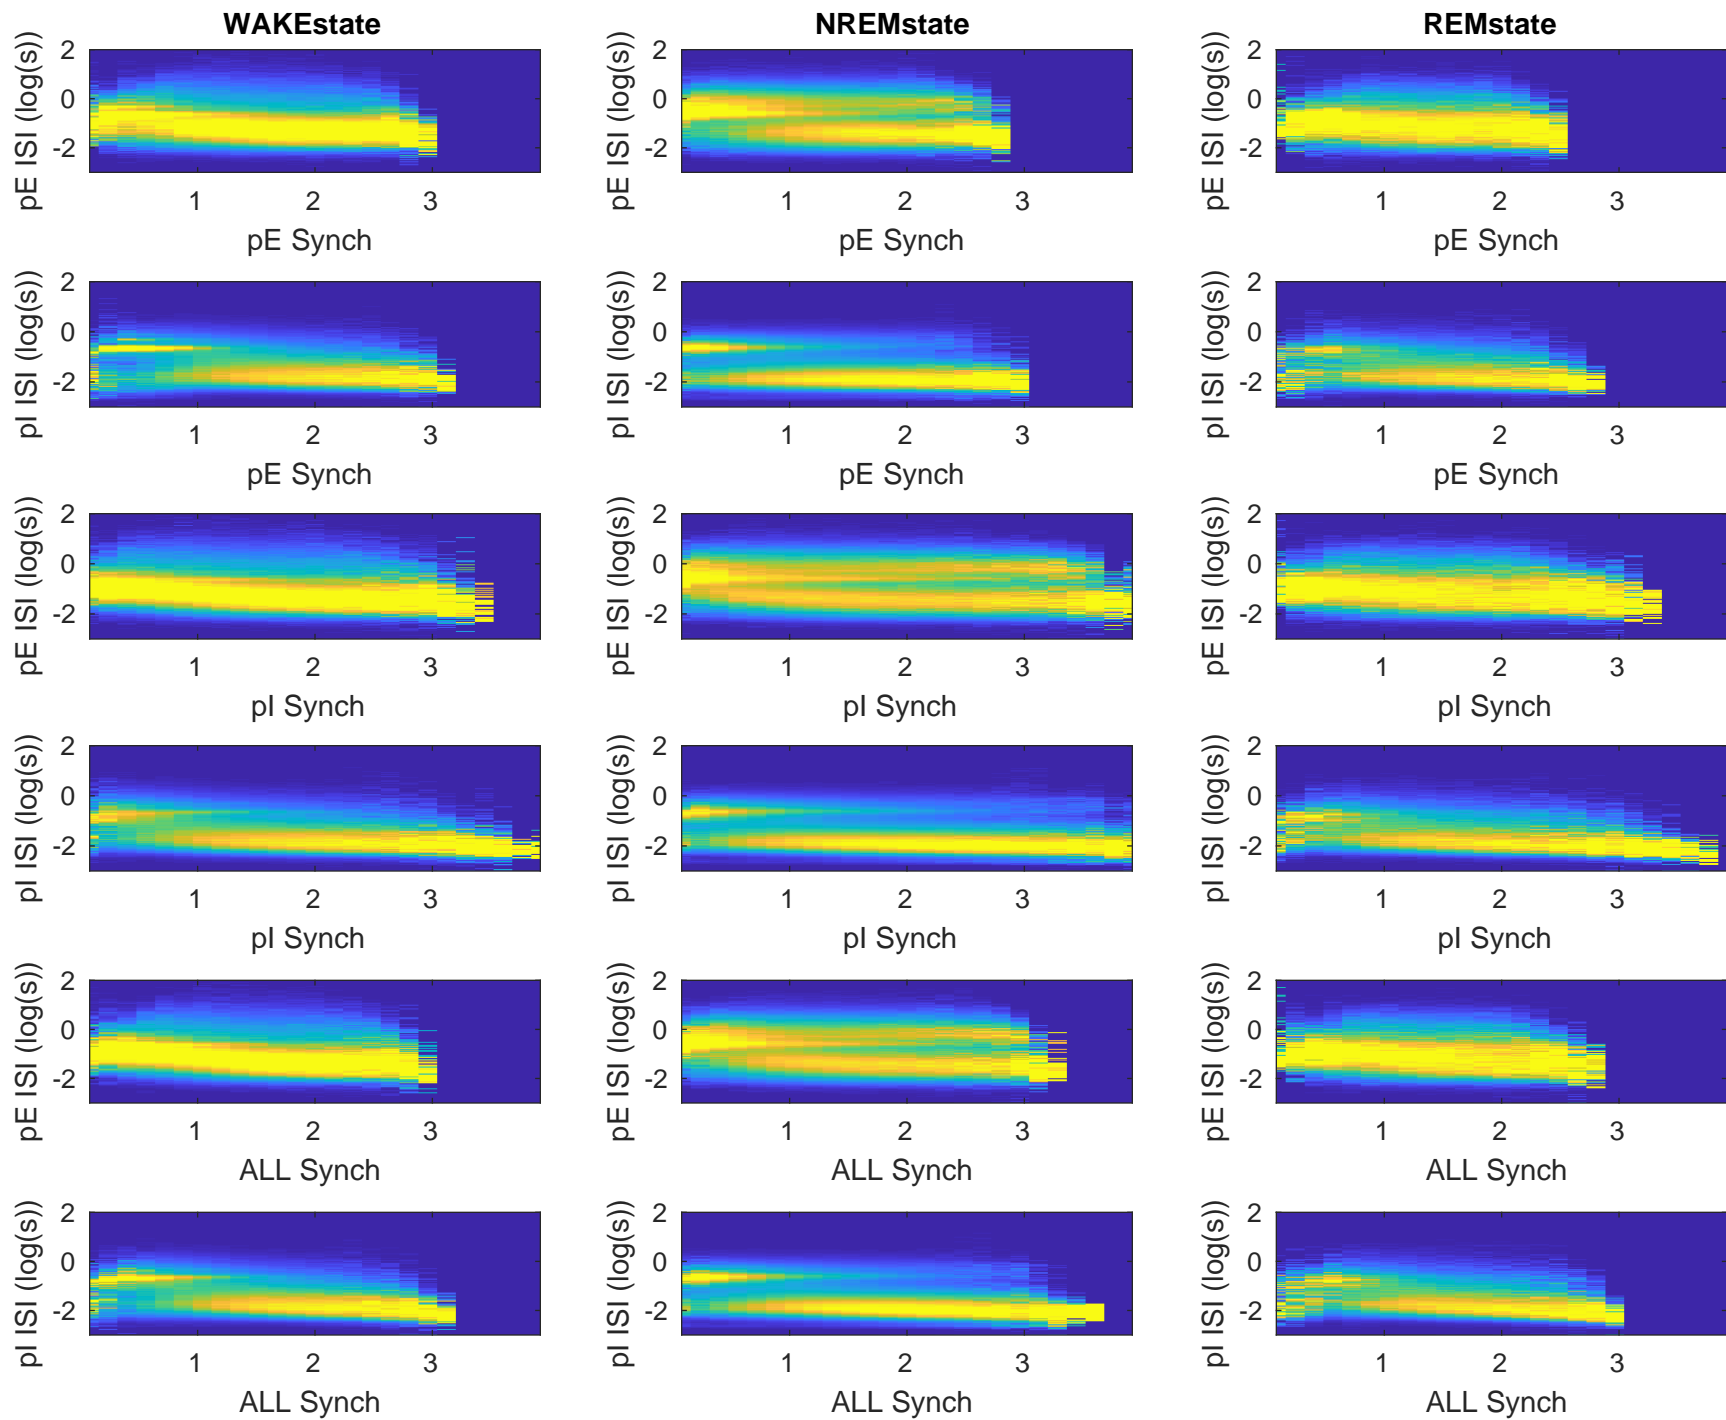 WAKEstate NREMstate REMstate
2 2 2
0 0 0
-2 -2 -2
pE ISI (log(s)) pE ISI (log(s)) pE ISI (log(s))
1 2 3 1 2 3 1 2 3
pE Synch pE Synch pE Synch
2 2 2
0 0 0
-2 -2 -2
pI ISI (log(s)) pI ISI (log(s)) pI ISI (log(s))
1 2 3 1 2 3 1 2 3
pE Synch pE Synch pE Synch
2 2 2
0 0 0
-2 -2 -2
pE ISI (log(s)) pE ISI (log(s)) pE ISI (log(s))
1 2 3 1 2 3 1 2 3
pI Synch pI Synch pI Synch
2 2 2
0 0 0
-2 -2 -2
pI ISI (log(s)) pI ISI (log(s)) pI ISI (log(s))
1 2 3 1 2 3 1 2 3
pI Synch pI Synch pI Synch
2 2 2
0 0 0
-2 -2 -2
pE ISI (log(s)) pE ISI (log(s)) pE ISI (log(s))
1 2 3 1 2 3 1 2 3
ALL Synch ALL Synch ALL Synch
2 2 2
0 0 0
-2 -2 -2
pI ISI (log(s)) pI ISI (log(s)) pI ISI (log(s))
1 2 3 1 2 3 1 2 3
ALL Synch ALL Synch ALL Synch